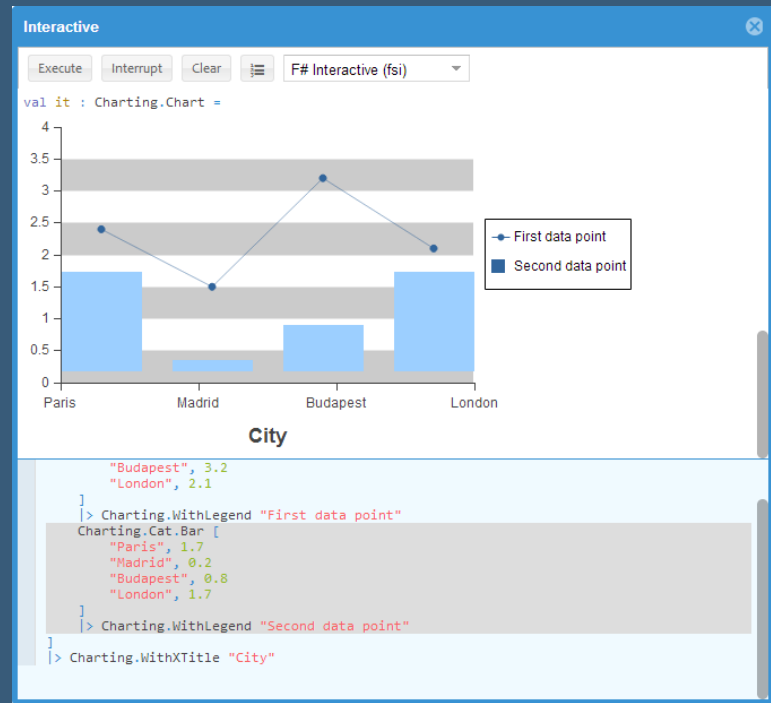 Interactive
Execute Interrupt Clear F# Interactive (fsi)
val it : Charting.Chart =
4
3.5
3
2.5
2
1.5
1
0.5
0
Paris Madrid Budapest London
City
First data point
Second data point
"Budapest", 3.2
"London", 2.1
]
|> Charting.WithLegend "First data point"
Charting.Cat.Bar [
"Paris", 1.7
"Madrid", 0.2
"Budapest", 0.8
"London", 1.7
]
|> Charting.WithLegend "Second data point"
]
|> Charting.WithXTitle "City"